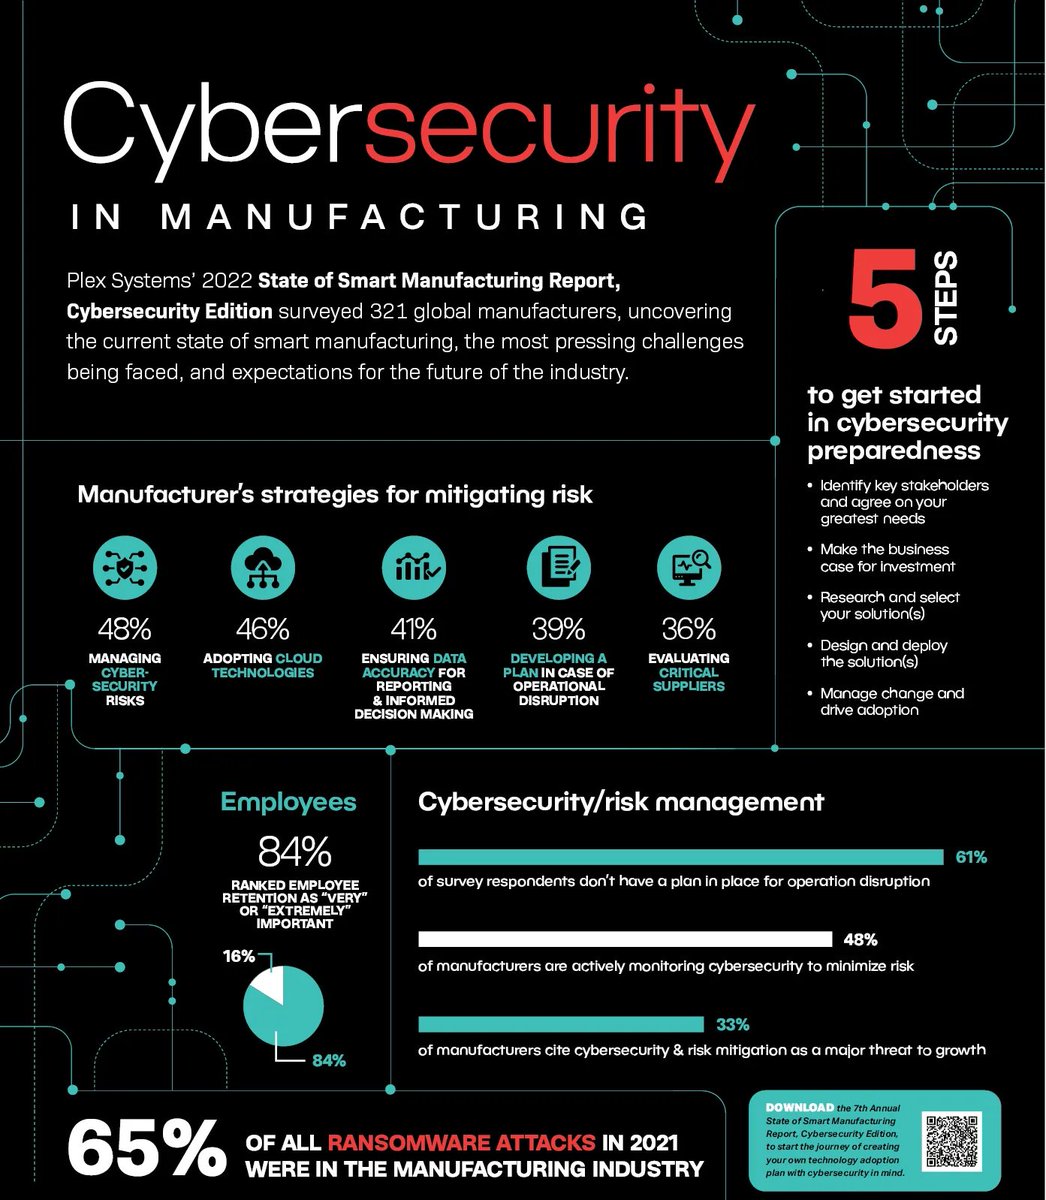 Cybersecurity
IN MANUFACTURING
Plex Systems’ 2022 State of Smart Manufacturing Report,
Cybersecurity Edition surveyed 321 global manufacturers, uncovering
the current state of smart manufacturing, the most pressing challenges
being faced, and expectations for the future of the industry.
5 STEPS
to get started
in cybersecurity
preparedness
• Identify key stakeholders
and agree on your
greatest needs
• Make the business
case for investment
• Research and select
your solution(s)
• Design and deploy
the solution(s)
• Manage change and
drive adoption
Manufacturer’s strategies for mitigating risk
48%
MANAGING
CYBER-
SECURITY
RISKS
46%
ADOPTING CLOUD
TECHNOLOGIES
41%
ENSURING DATA
ACCURACY FOR
REPORTING
& INFORMED
DECISION MAKING
39%
DEVELOPING A
PLAN IN CASE OF
OPERATIONAL
DISRUPTION
36%
EVALUATING
CRITICAL
SUPPLIERS
Employees
84%
RANKED EMPLOYEE
RETENTION AS “VERY”
OR “EXTREMELY”
IMPORTANT
16%
84%
Cybersecurity/risk management
61%
of survey respondents don’t have a plan in place for operation disruption
48%
of manufacturers are actively monitoring cybersecurity to minimize risk
33%
of manufacturers cite cybersecurity & risk mitigation as a major threat to growth
65% OF ALL RANSOMWARE ATTACKS IN 2021
WERE IN THE MANUFACTURING INDUSTRY
DOWNLOAD the 7th Annual
State of Smart Manufacturing
Report, Cybersecurity Edition,
to start the journey of creating
your own technology adoption
plan with cybersecurity in mind.